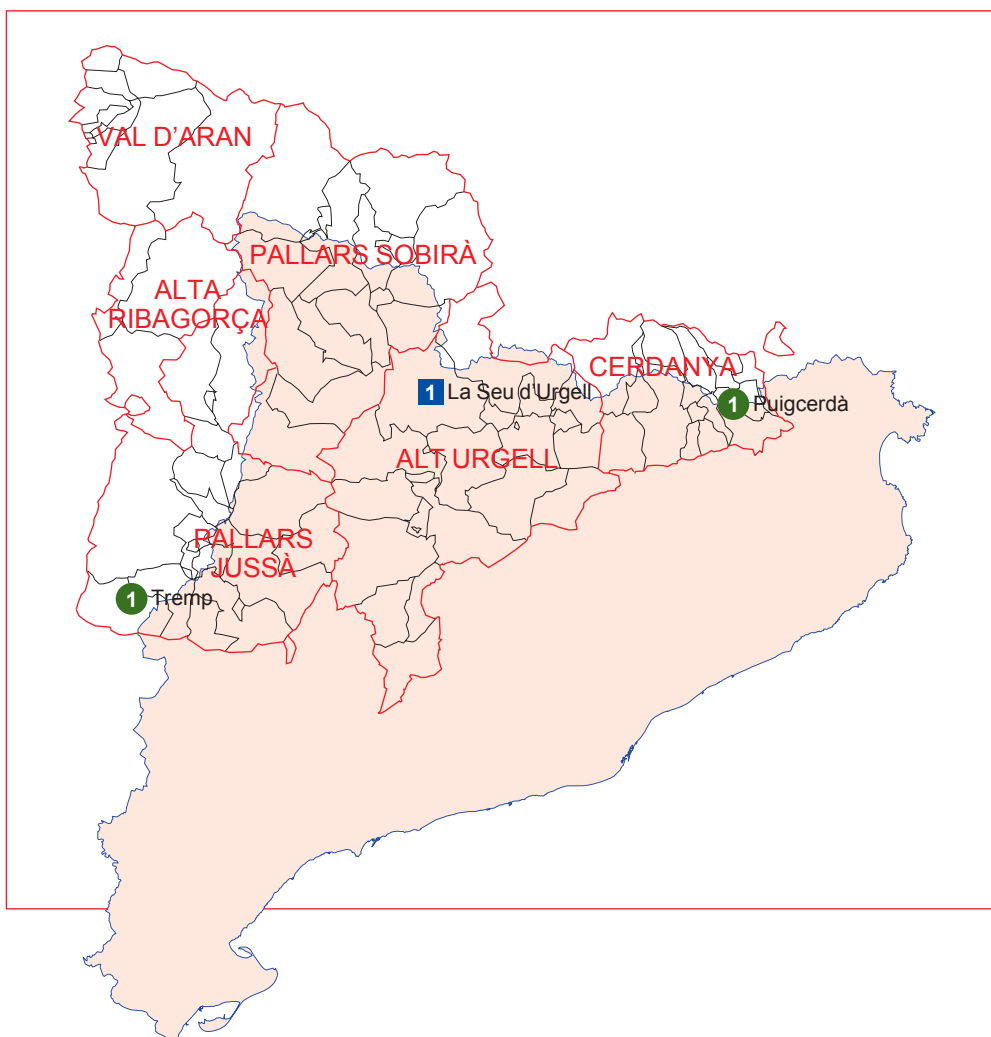 VAL D'ARAN
PALLARS SOBIRÀ
ALTA
RIBAGORÇA
CERDANYA
1 La Seu d'Urgell
1 Puigcerdà
ALT URGELL
PALLARS
JUSSÀ
1 Tremp